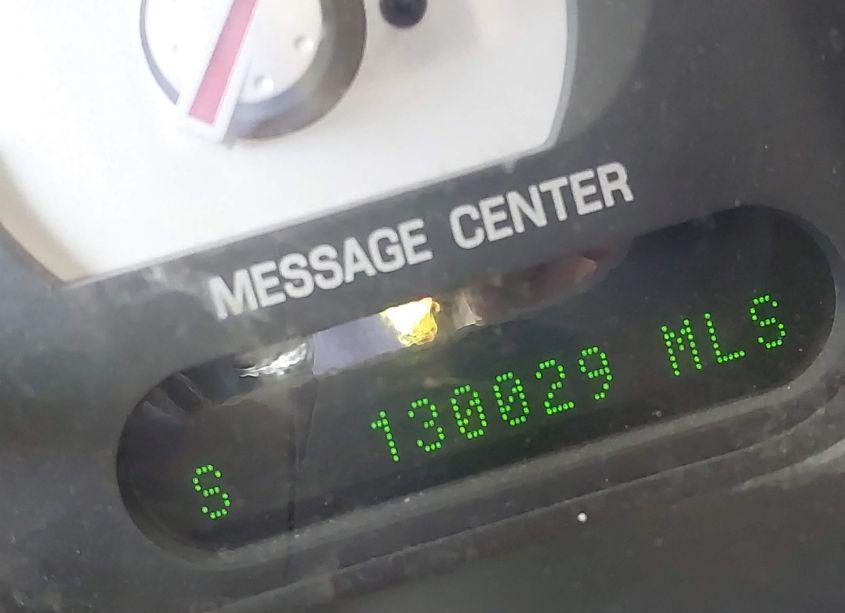 MESSAGE CENTER
S 130029 MLS